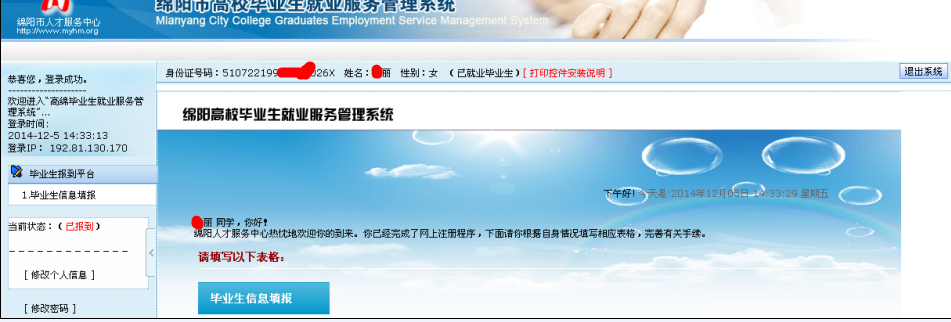 绵阳市高校毕业生就业服务管理系统
Mianyang City College Graduates Employment Service Management System
绵阳市人才服务中心
http://www.myhm.org
身份证号码：510722199 026X 姓名： 丽 性别：女 （已就业毕业生）[ 打印控件安装说明 ]
退出系统
恭喜您，登录成功。
--------------------
欢迎进入"高绵毕业生就业服务管
理系统"...
登录时间:
2014-12-5 14:33:13
登录IP： 192.81.130.170
毕业生报到平台
1.毕业生信息填报
当前状态：（已报到）
[ 修改个人信息 ]
[ 修改密码 ]
绵阳高校毕业生就业服务管理系统
下午好! 今天是:2014年12月05日 14:33:29 星期五
丽 同学，你好!
绵阳人才服务中心热忱地欢迎你的到来。你已经完成了网上注册程序，下面请你根据自身情况填写相应表格，完善有关手续。
请填写以下表格：
毕业生信息填报